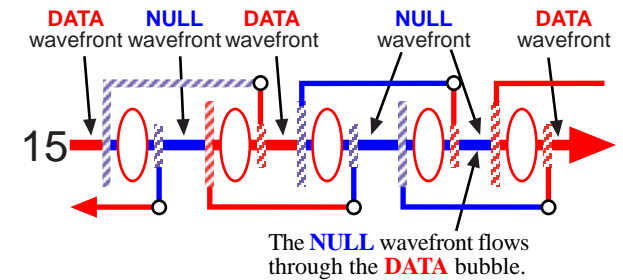 DATA NULL DATA NULL DATA
wavefront wavefront wavefront wavefront wavefront
15
The NULL wavefront flows
through the DATA bubble.